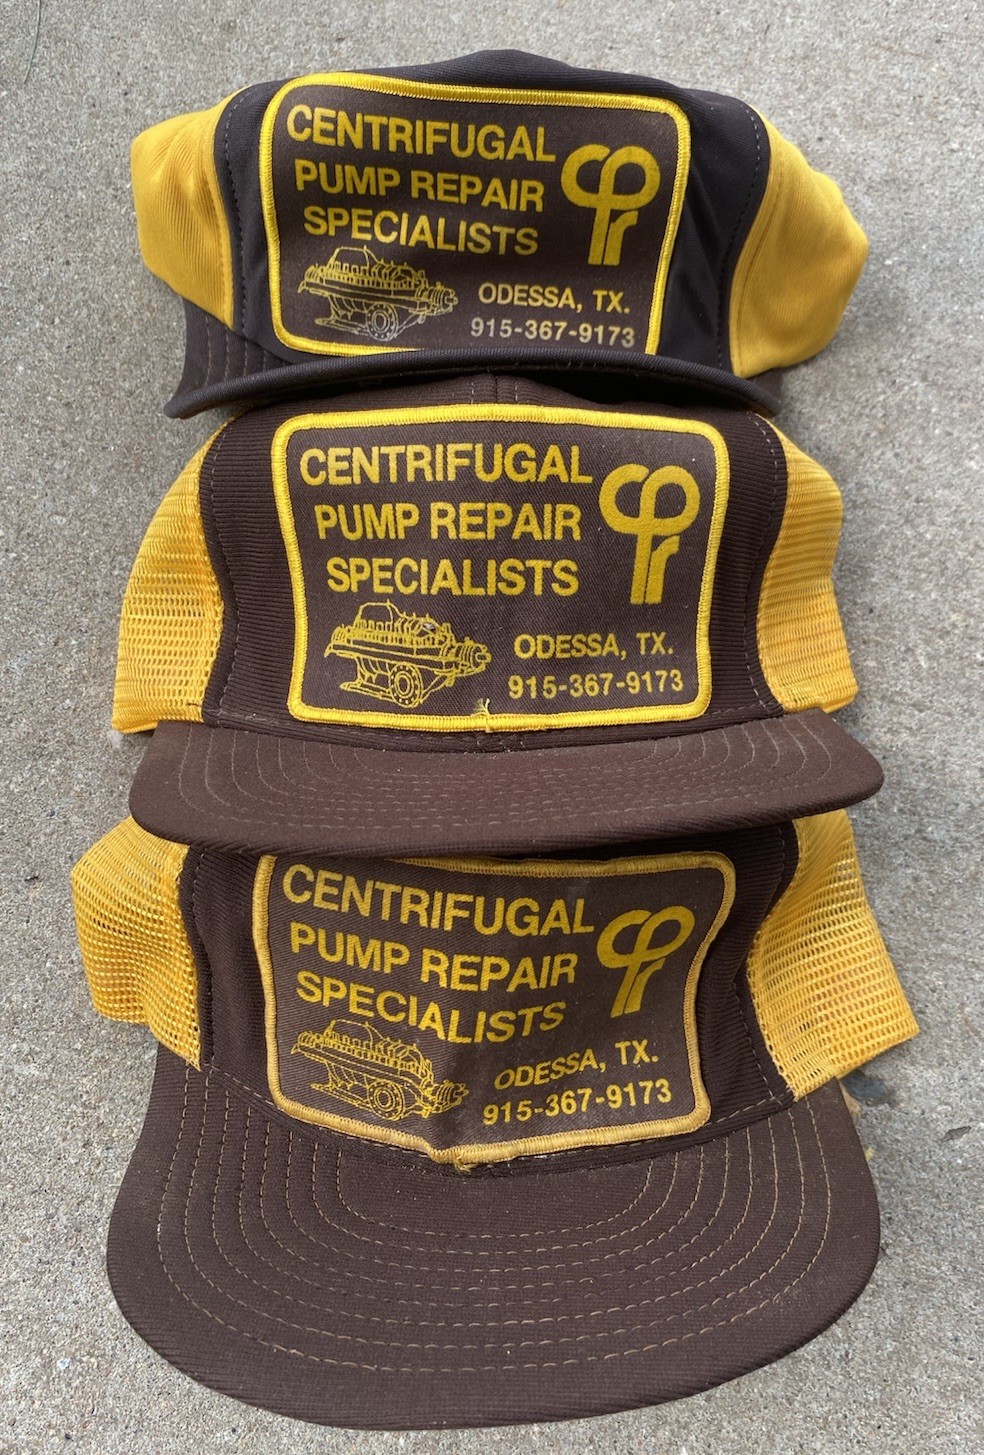 CENTRIFUGAL
PUMP REPAIR
SPECIALISTS
cpr
ODESSA, TX.
915-367-9173
CENTRIFUGAL
PUMP REPAIR
SPECIALISTS
cpr
ODESSA, TX.
915-367-9173
CENTRIFUGAL
PUMP REPAIR
SPECIALISTS
cpr
ODESSA, TX.
915-367-9173